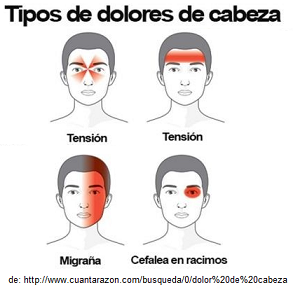 Tipos de dolores de cabeza
Tensión
Tensión
Migraña
Cefalea en racimos
de: http://www.cuantarazon.com/busqueda/0/dolor%20de%20cabeza